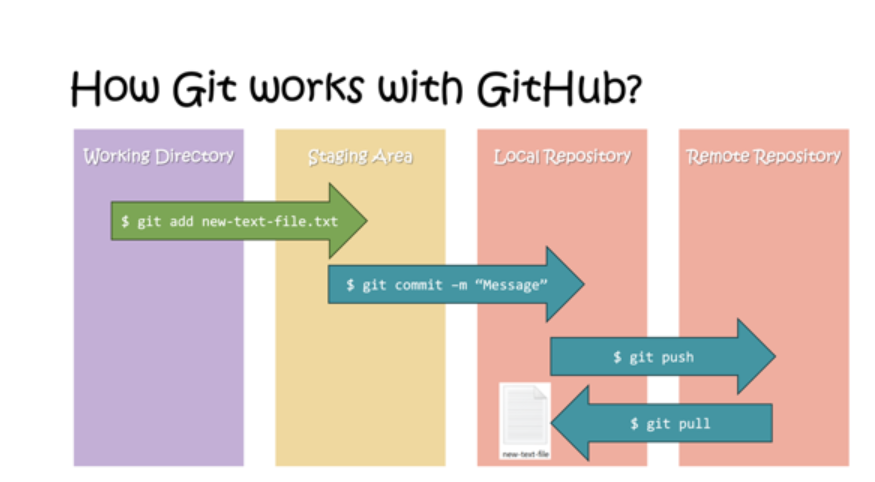 How Git works with GitHub?
Working Directory
Staging Area
Local Repository
Remote Repository
$ git add new-text-file.txt
$ git commit –m “Message”
$ git push
$ git pull
new-text-file